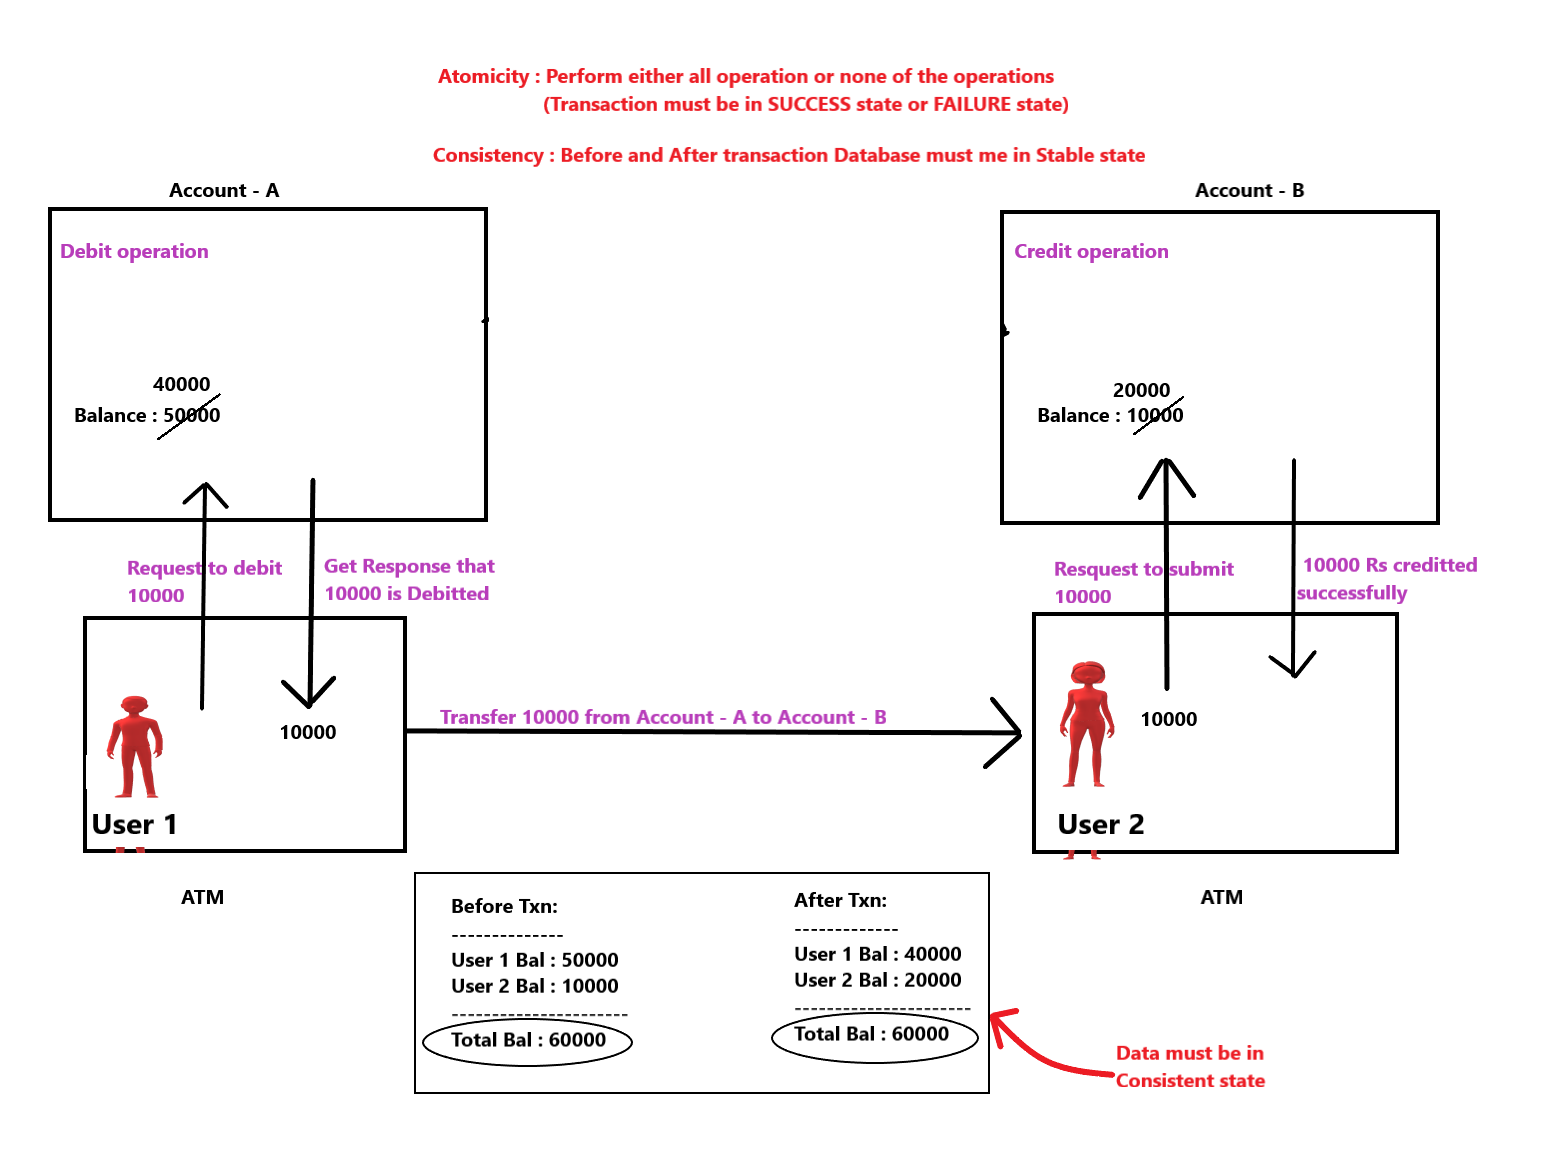 Atomicity : Perform either all operation or none of the operations
(Transaction must be in SUCCESS state or FAILURE state)
Consistency : Before and After transaction Database must me in Stable state
Account - A
Account - B
Debit operation
Credit operation
40000
Balance : 50000
20000
Balance : 10000
Request to debit
10000
Get Response that
10000 is Debitted
Resquest to submit
10000
10000 Rs creditted
successfully
10000
Transfer 10000 from Account - A to Account - B
10000
User 1
User 2
ATM
ATM
Before Txn:
--------------
User 1 Bal : 50000
User 2 Bal : 10000
----------------------
Total Bal : 60000
After Txn:
-------------
User 1 Bal : 40000
User 2 Bal : 20000
----------------------
Total Bal : 60000
Data must be in
Consistent state